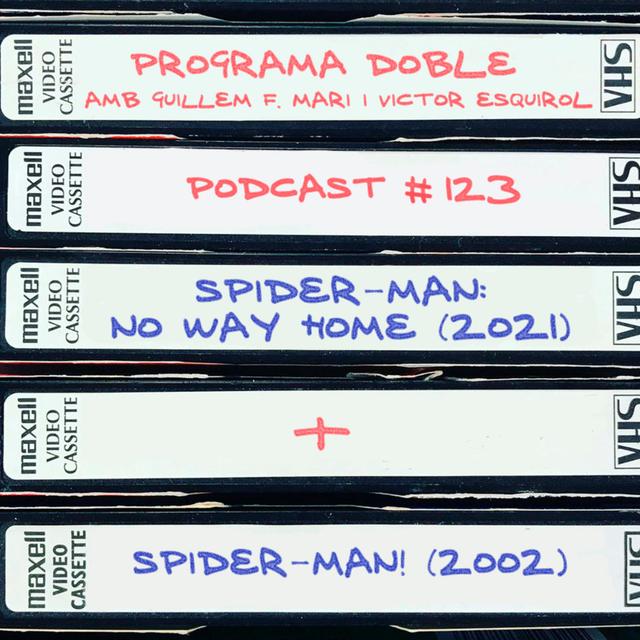 maxell
VIDEO
CASSETTE
PROGRAMA DOBLE
AMB GUILLEM F. MARI I VICTOR ESQUIROL
VHS
maxell
VIDEO
CASSETTE
PODCAST #123
VHS
maxell
VIDEO
CASSETTE
SPIDER-MAN:
NO WAY HOME (2021)
VHS
maxell
VIDEO
CASSETTE
+
VHS
maxell
VIDEO
CASSETTE
SPIDER-MAN! (2002)
VHS